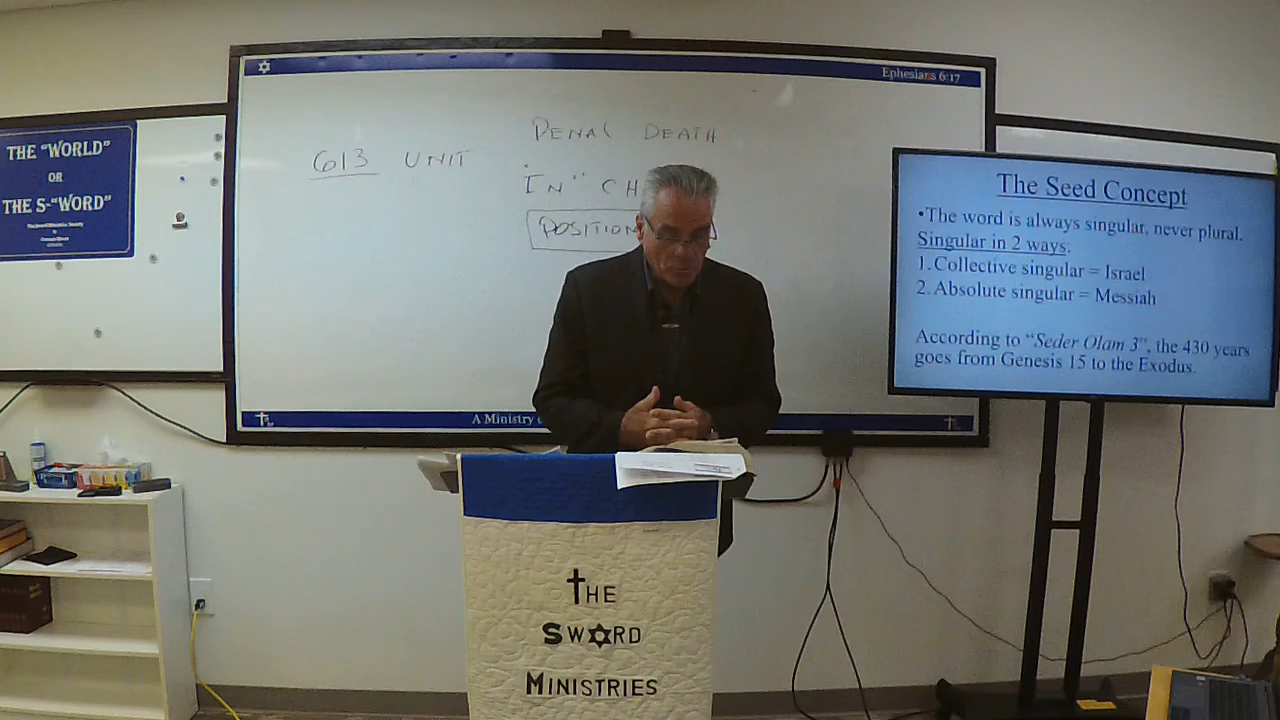 THE "WORLD"
OR
THE S-"WORD"
Ephesians 6:17
PENAL DEATH
613 UNIT
"IN" CH
POSITION
A Ministry
The Seed Concept
•The word is always singular, never plural.
Singular in 2 ways:
1. Collective singular = Israel
2. Absolute singular = Messiah
According to "Seder Olam 3", the 430 years
goes from Genesis 15 to the Exodus.
THE
SWORD
MINISTRIES